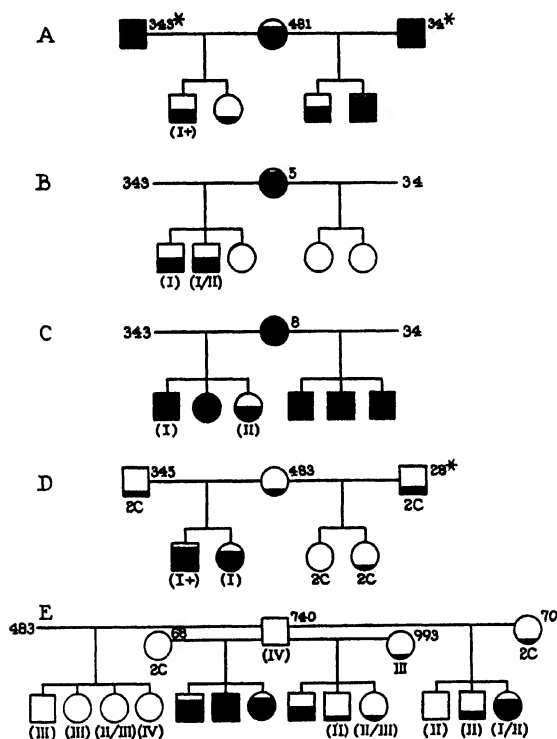 A 343* 481 34*
(I+)
B 343 5 34
(I) (I/II)
C 343 8 34
(I) (II)
D 345 483 28*
2C 2C
(I+) (I) 2C 2C
E 740 70
483 68 993
2C (IV) III 2C
(III) (III) (II/III) (IV) (II) (II/III) (II) (II) (I/II)